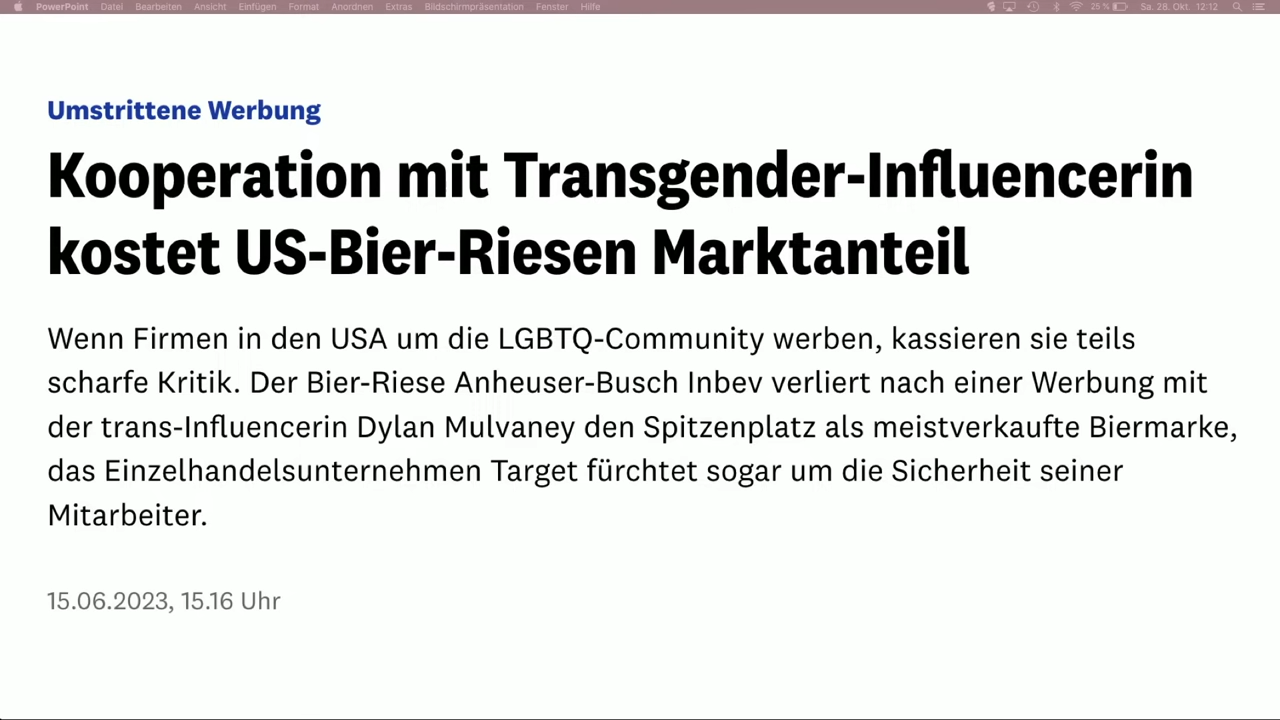 PowerPoint Datei Bearbeiten Ansicht Einfügen Format Anordnen Extras Bildschirmpräsentation Fenster Hilfe 25 % Sa. 28. Okt. 12:12
Umstrittene Werbung
Kooperation mit Transgender-Influencerin
kostet US-Bier-Riesen Marktanteil
Wenn Firmen in den USA um die LGBTQ-Community werben, kassieren sie teils
scharfe Kritik. Der Bier-Riese Anheuser-Busch Inbev verliert nach einer Werbung mit
der trans-Influencerin Dylan Mulvaney den Spitzenplatz als meistverkaufte Biermarke,
das Einzelhandelsunternehmen Target fürchtet sogar um die Sicherheit seiner
Mitarbeiter.
15.06.2023, 15.16 Uhr